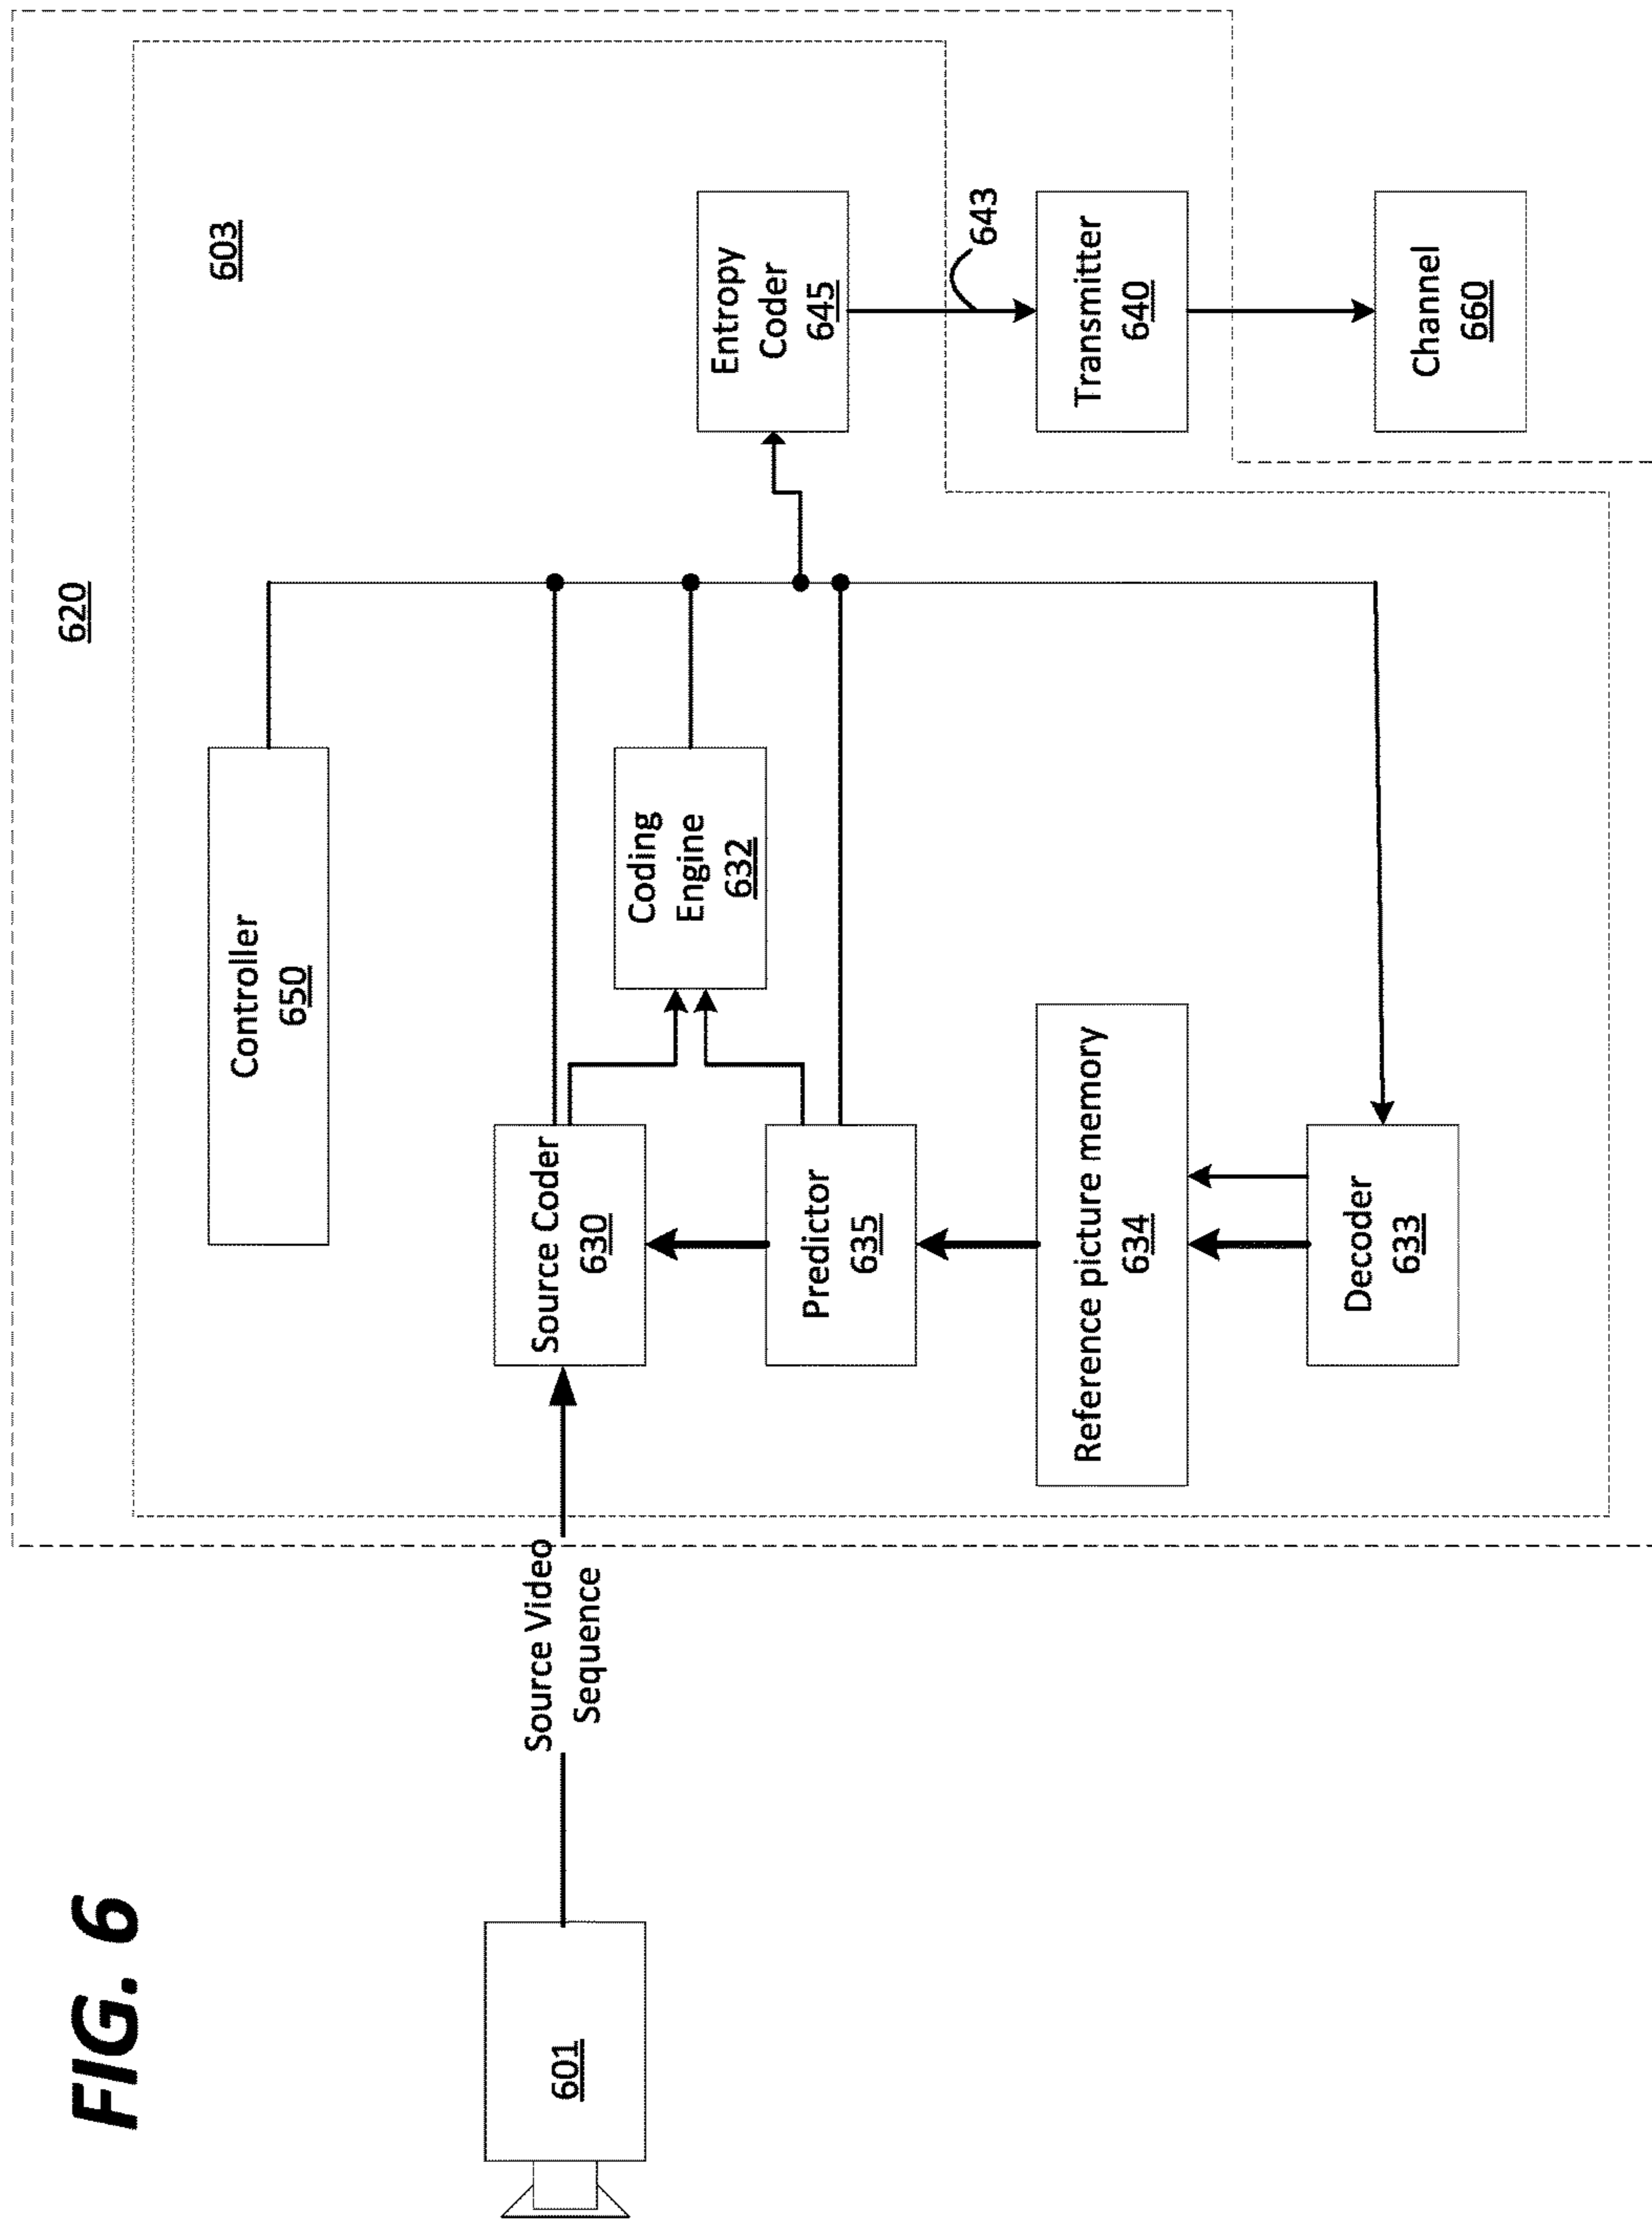 FIG. 6
620
603
Controller
650
601
Source Video
Sequence
Source Coder
630
Coding
Engine
632
Entropy
Coder
645
Predictor
635
643
Reference picture memory
634
Transmitter
640
Decoder
633
Channel
660